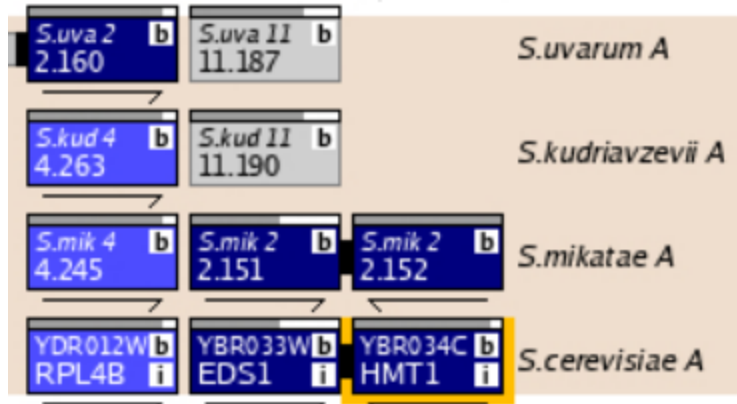 S.uva 2 b S.uva 11 b
2.160 11.187 S.uvarum A
S.kud 4 b S.kud 11 b
4.263 11.190 S.kudriavzevii A
S.mik 4 b S.mik 2 b S.mik 2 b
4.245 2.151 2.152 S.mikatae A
YDR012W b YBR033W b YBR034C b
RPL4B i EDS1 i HMT1 i S.cerevisiae A